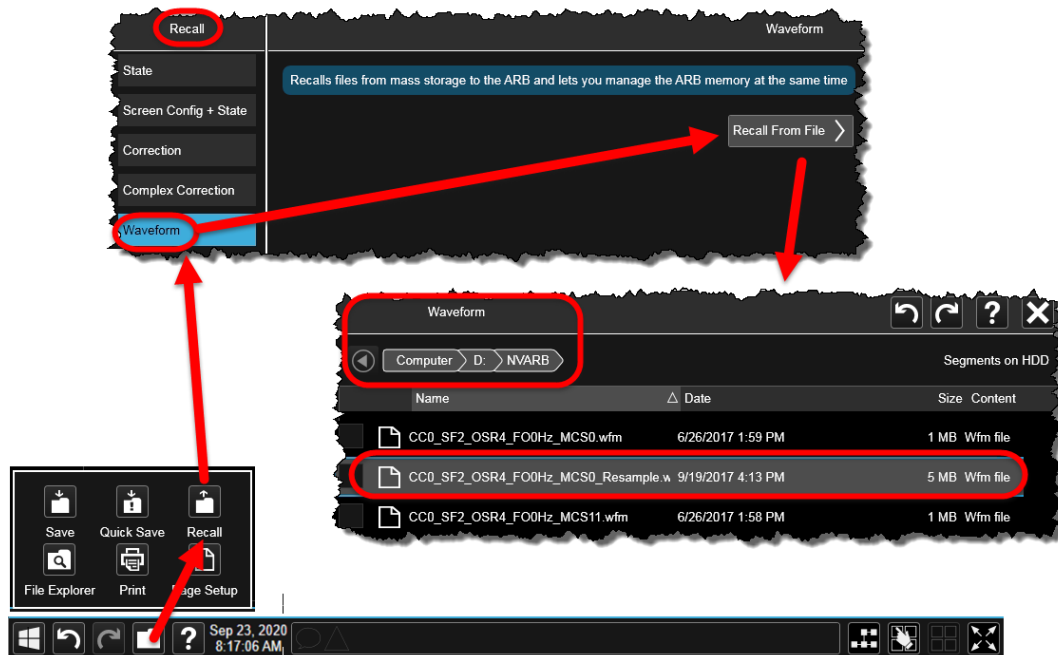 Recall
Waveform
State
Recalls files from mass storage to the ARB and lets you manage the ARB memory at the same time
Screen Config + State
Recall From File
Correction
Complex Correction
Waveform
Waveform
?
Computer D: NVARB
Segments on HDD
Name Date Size Content
CC0_SF2_OSR4_FO0Hz_MCS0.wfm 6/26/2017 1:59 PM 1 MB Wfm file
CC0_SF2_OSR4_FO0Hz_MCS0_Resample.w 9/19/2017 4:13 PM 5 MB Wfm file
CC0_SF2_OSR4_FO0Hz_MCS11.wfm 6/26/2017 1:58 PM 1 MB Wfm file
Save Quick Save Recall
File Explorer Print Page Setup
? Sep 23, 2020
8:17:06 AM